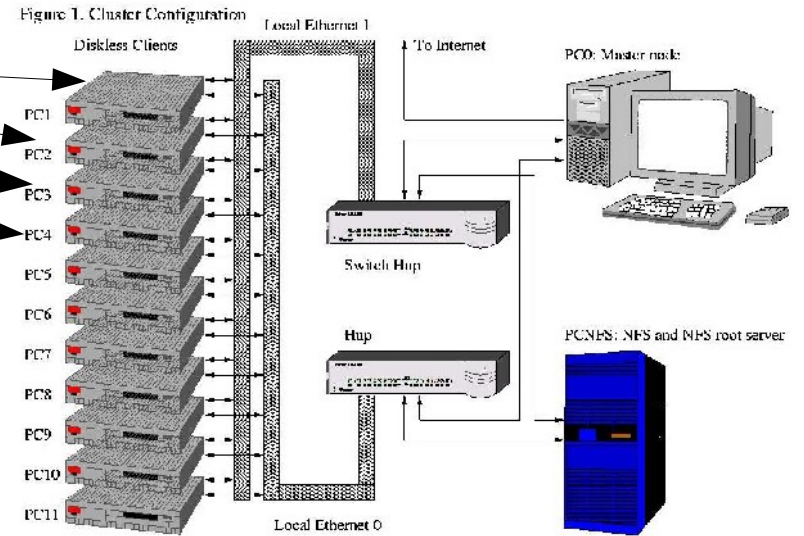 Figure 1. Cluster Configuration
Local Ethernet 1
Diskless Clients
To Internet
PC0: Master node
PC1
PC2
PC3
PC4
PC5
PC6
PC7
PC8
PC9
PC10
PC11
Switch Hup
Hup
PCNFS: NFS and NFS root server
Local Ethernet 0